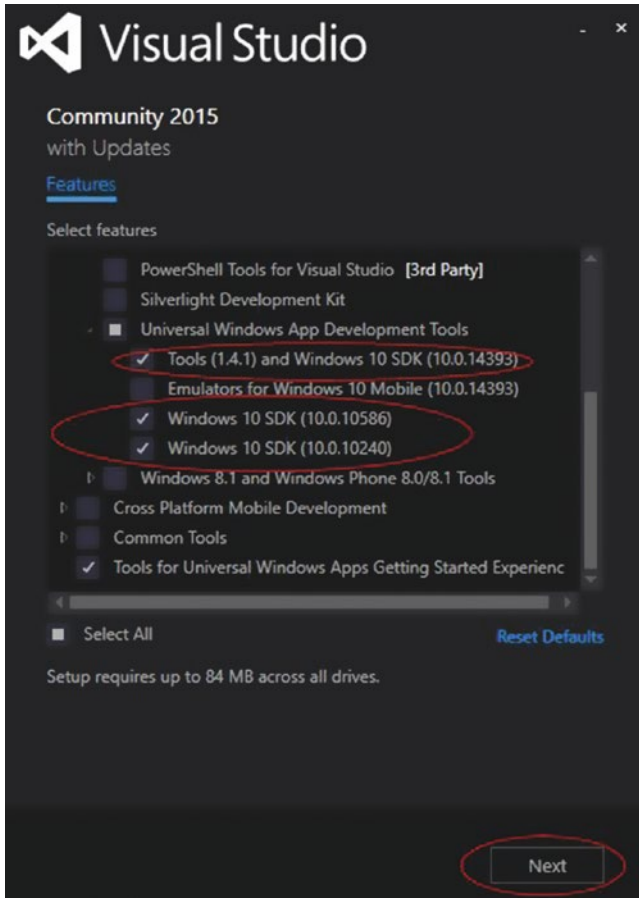 Visual Studio
Community 2015
with Updates
Features
Select features
PowerShell Tools for Visual Studio [3rd Party]
Silverlight Development Kit
Universal Windows App Development Tools
Tools (1.4.1) and Windows 10 SDK (10.0.14393)
Emulators for Windows 10 Mobile (10.0.14393)
Windows 10 SDK (10.0.10586)
Windows 10 SDK (10.0.10240)
Windows 8.1 and Windows Phone 8.0/8.1 Tools
Cross Platform Mobile Development
Common Tools
Tools for Universal Windows Apps Getting Started Experienc
Select All
Reset Defaults
Setup requires up to 84 MB across all drives.
Next